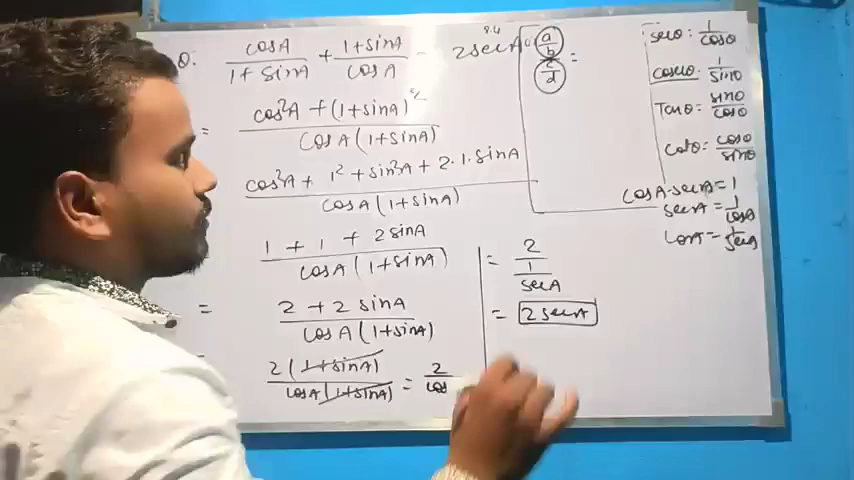 Q: cosA/1+sinA + 1+sinA/cosA = 2secA
= cos²A + (1+sinA)²/cosA(1+sinA)
cos²A + 1² + sin²A + 2·1·sinA/cosA(1+sinA)
1 + 1 + 2sinA/cosA(1+sinA)
= 2 + 2 sinA/cosA(1+sinA)
2(1+sinA)/cosA(1+sinA) = 2/cos
= 2/1/secA
= 2secA
a/b
c/d =
secθ = 1/cosθ
cosecθ = 1/sinθ
Tanθ = sinθ/cosθ
cotθ = cosθ/sinθ
cosA·secA = 1
secA = 1/cosA
cosA = 1/secA